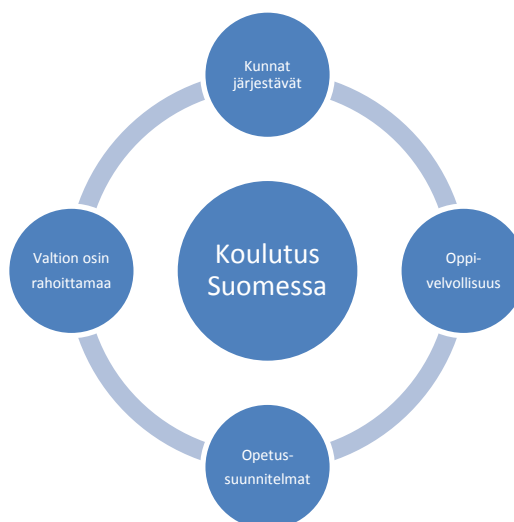 Kunnat
järjestävät
Valtion osin
rahoittamaa
Koulutus
Suomessa
Oppi-
velvollisuus
Opetus-
suunnitelmat